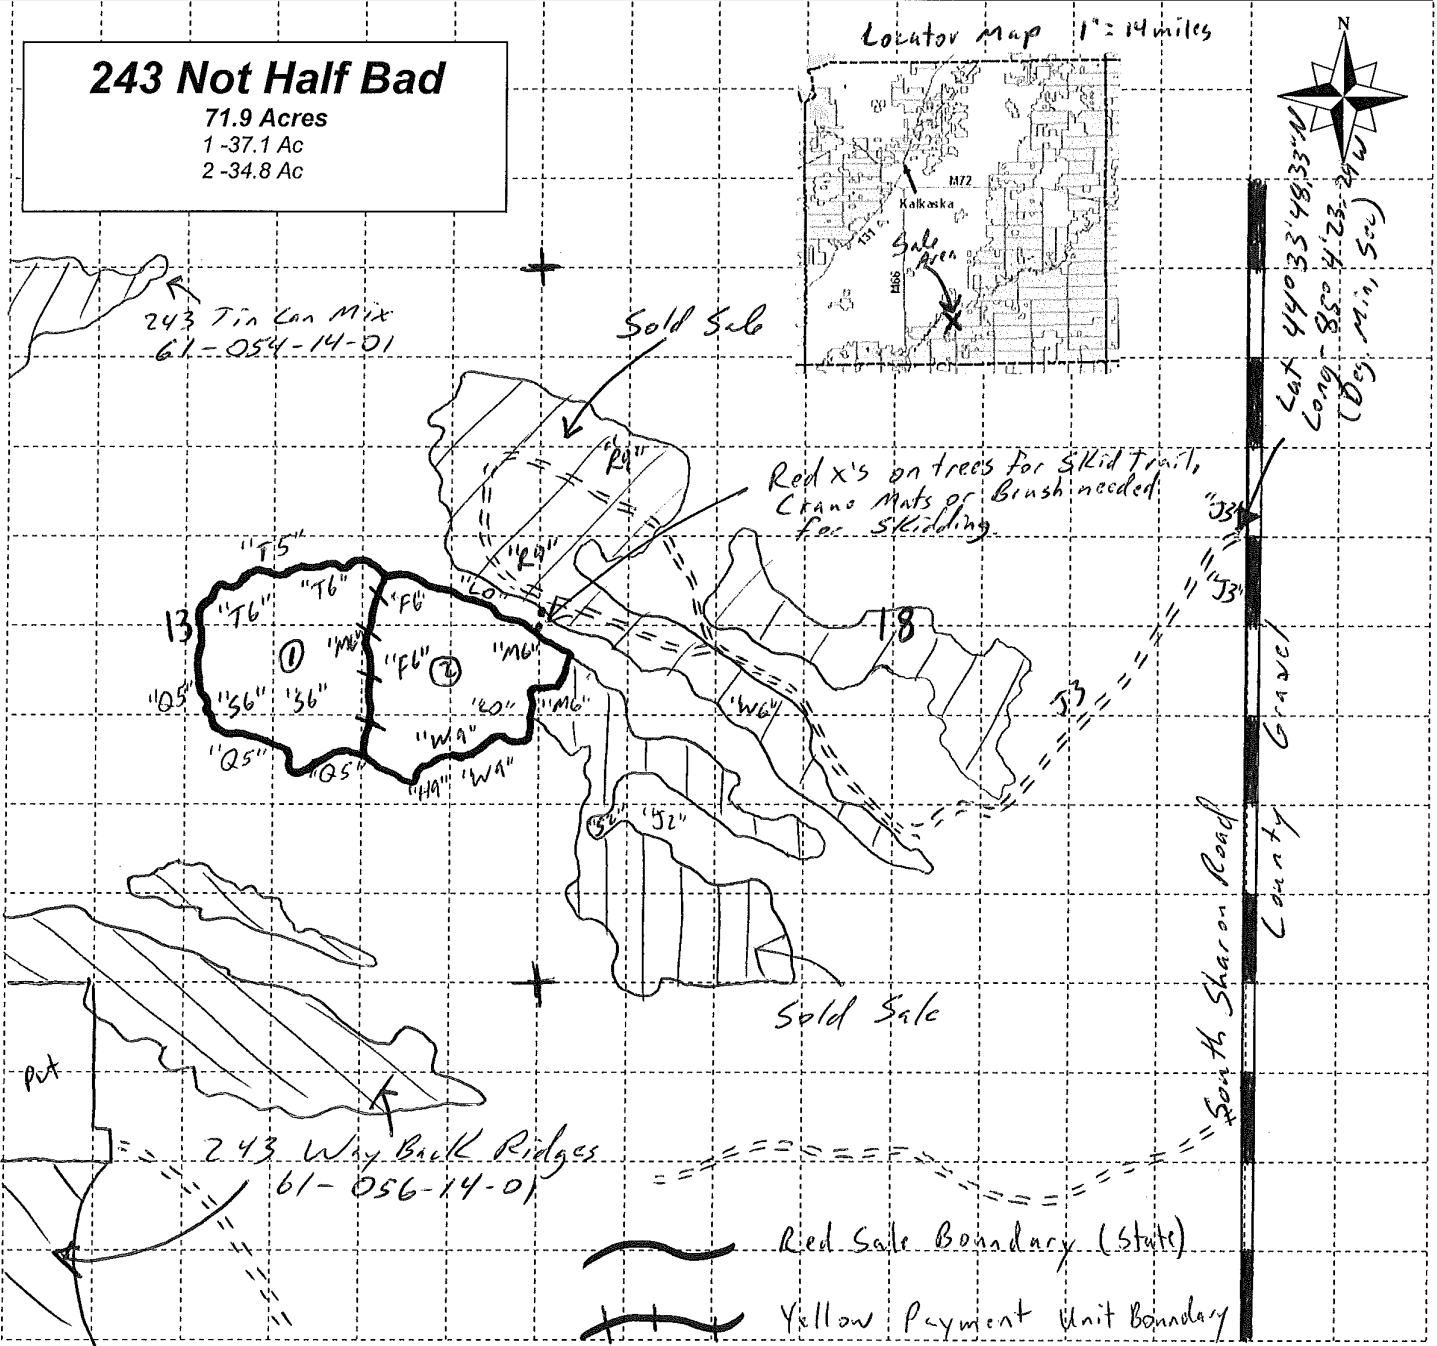 243 Not Half Bad
71.9 Acres
1 -37.1 Ac
2 -34.8 Ac
Locator Map 1" = 14 miles
N
M72
Kalkaska
131
M66
Sale
Area
Lat 44° 33' 48.33" N
Long -85° 4' 23.29 W
(Deg, Min, Sec)
243 Tin Can Mix
61-054-14-01
Sold Sale
Red X's on trees for Skid Trail,
Crane Mats or Brush needed
for Skidding.
"R9"
"R9"
"J3"
"J3"
J3
"T5"
"T6"
"T6"
"F6"
"L0"
13
18
"M6"
1
"F6"
2
"M6"
"Q5"
"S6"
"S6"
"L0"
"M6"
"W6"
"W9"
"Q5"
"Q5"
"H9"
"W9"
"S2"
"J2"
County Gravel
South Sharon Road
Sold Sale
Pvt
243 Way Back Ridges
61-056-14-01
Red Sale Boundary (State)
Yellow Payment Unit Boundary